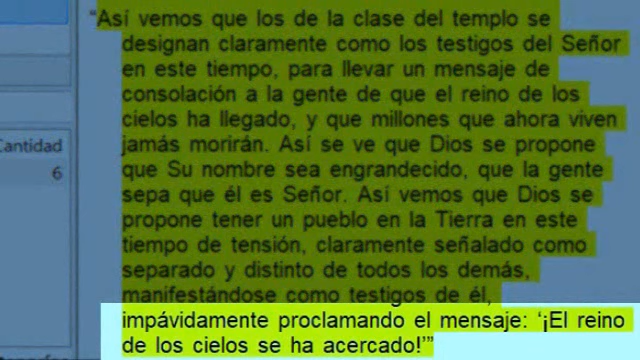 “Así vemos que los de la clase del templo se
designan claramente como los testigos del Señor
en este tiempo, para llevar un mensaje de
consolación a la gente de que el reino de los
cielos ha llegado, y que millones que ahora viven
jamás morirán. Así se ve que Dios se propone
que Su nombre sea engrandecido, que la gente
sepa que él es Señor. Así vemos que Dios se
propone tener un pueblo en la Tierra en este
tiempo de tensión, claramente señalado como
separado y distinto de todos los demás,
manifestándose como testigos de él,
impávidamente proclamando el mensaje: ‘¡El reino
de los cielos se ha acercado!’”
Cantidad
6